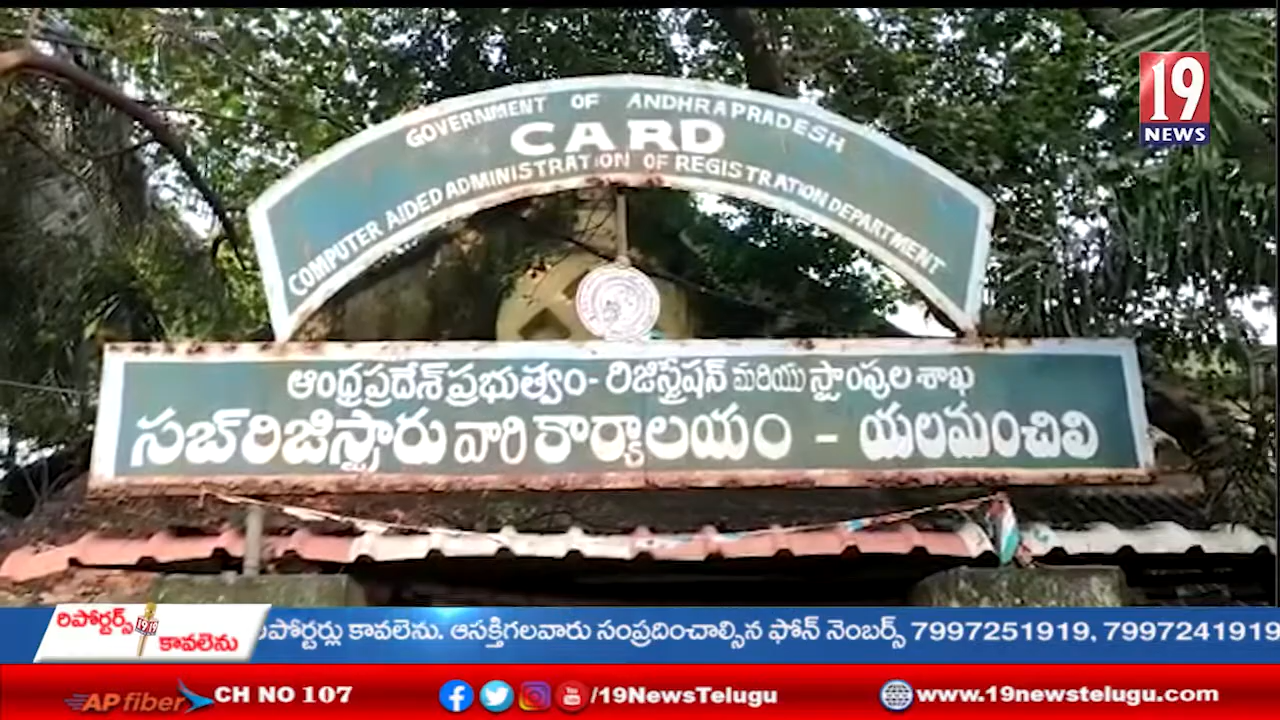 19
NEWS
GOVERNMENT OF ANDHRAPRADESH
CARD
COMPUTER AIDED ADMINISTRATION OF REGISTRATION DEPARTMENT
ఆంధ్రప్రదేశ్ ప్రభుత్వం - రిజిస్ట్రేషన్ మరియు స్టాంపుల శాఖ
సబ్ రిజిస్ట్రారు వారి కార్యాలయం - యలమంచిలి
రిపోర్టర్స్ 19
కావలెను
పోర్టర్లు కావలెను. ఆసక్తిగలవారు సంప్రదించాల్సిన ఫోన్ నెంబర్స్ 7997251919, 7997241919
AP fiber CH NO 107 /19NewsTelugu www.19newstelugu.com